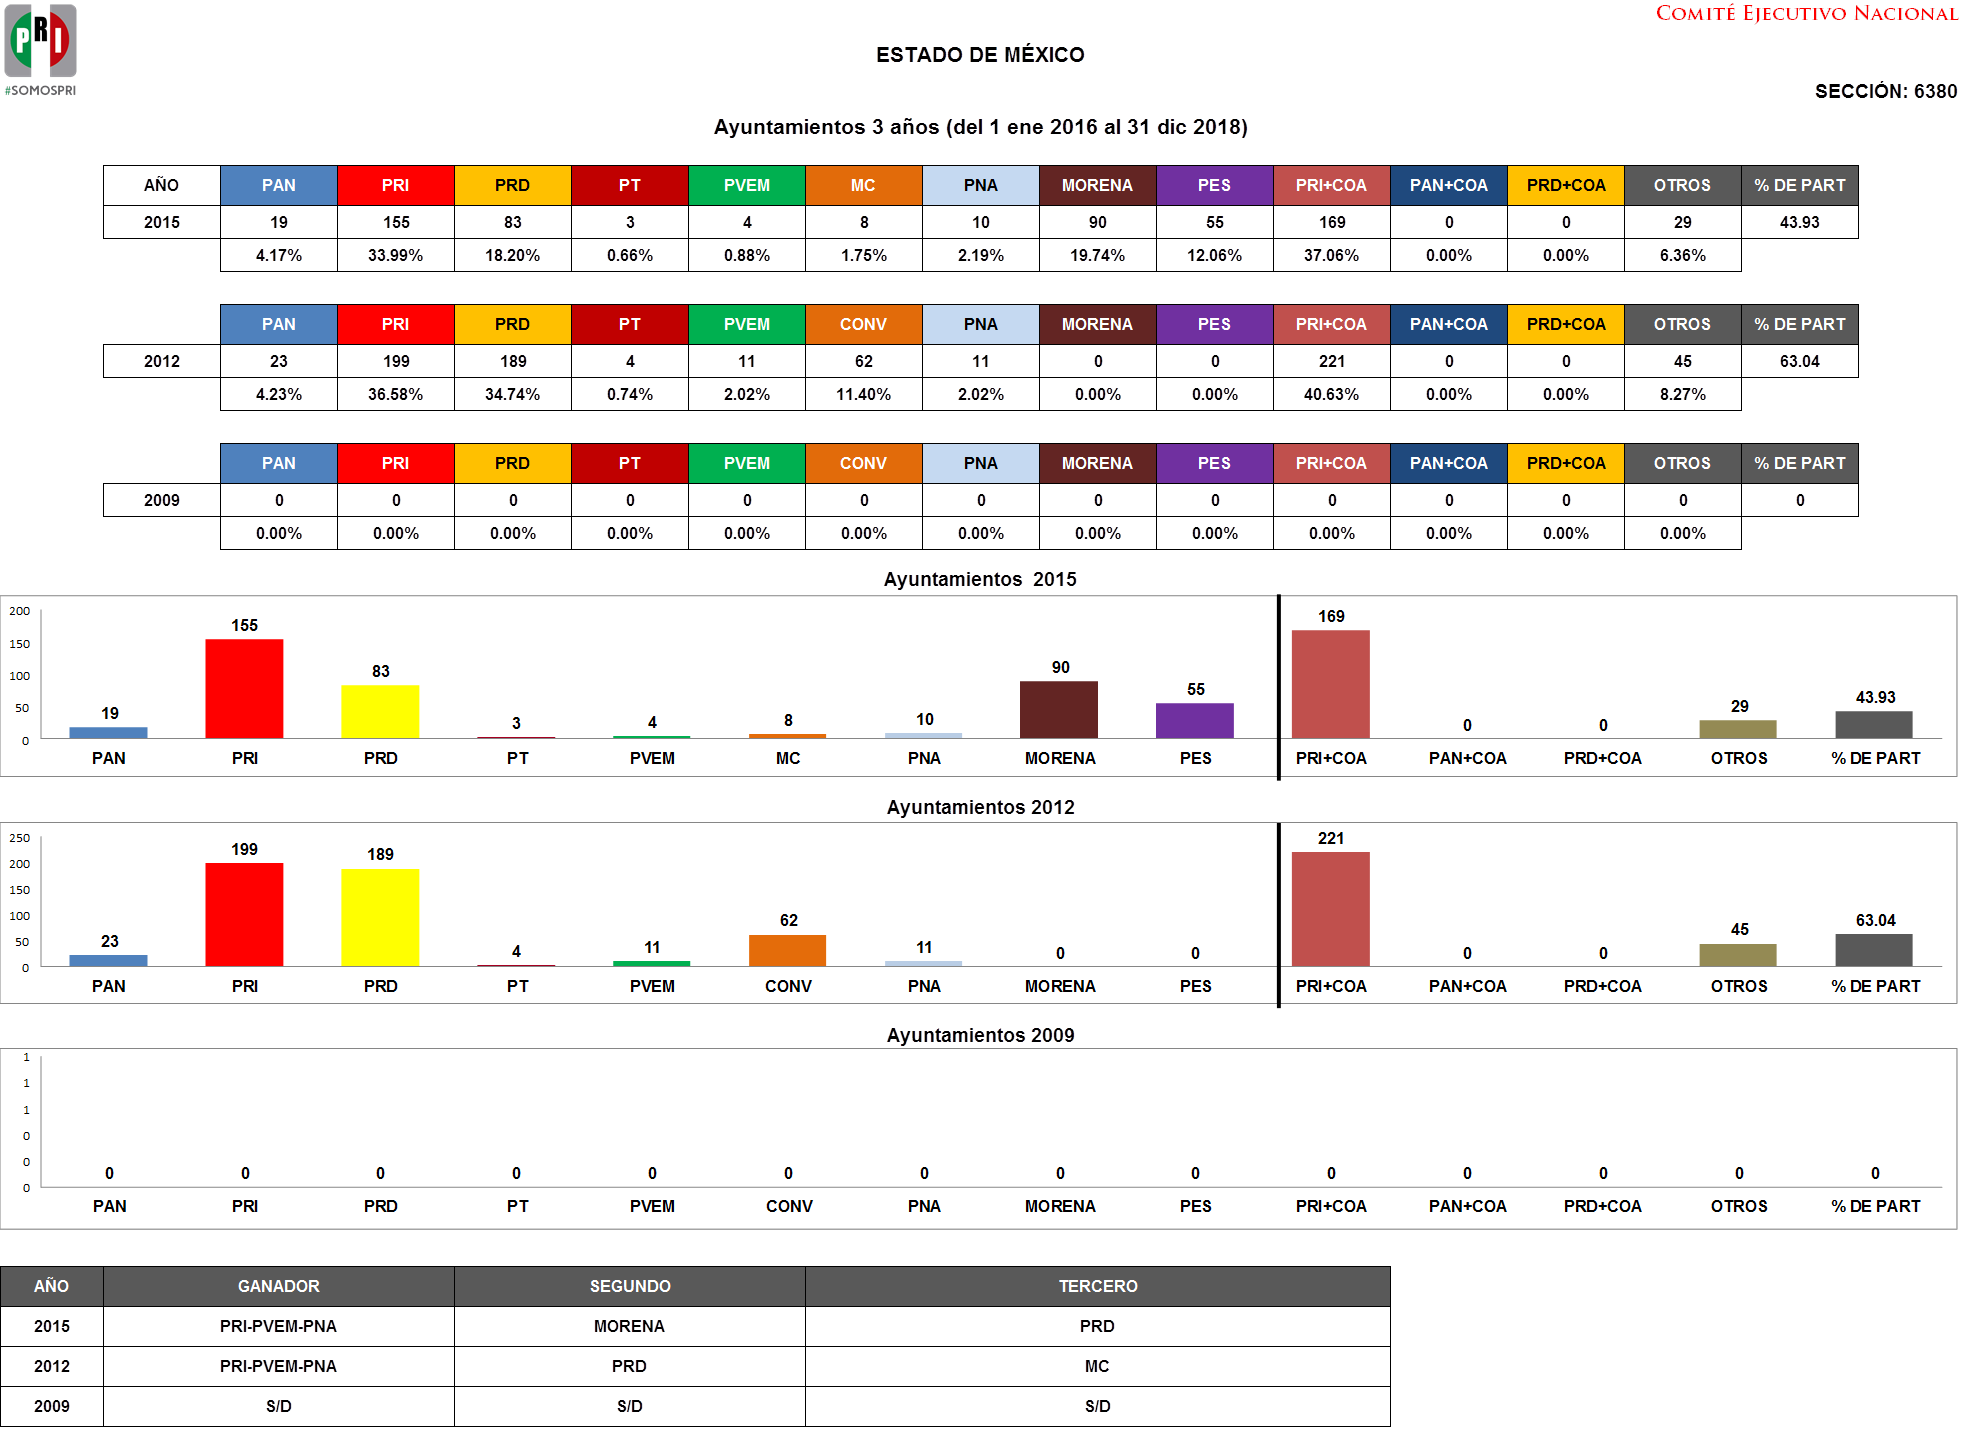 PRI
#SOMOSPRI
COMITÉ EJECUTIVO NACIONAL
ESTADO DE MÉXICO
SECCIÓN: 6380
Ayuntamientos 3 años (del 1 ene 2016 al 31 dic 2018)
AÑO PAN PRI PRD PT PVEM MC PNA MORENA PES PRI+COA PAN+COA PRD+COA OTROS % DE PART
2015 19 155 83 3 4 8 10 90 55 169 0 0 29 43.93
4.17% 33.99% 18.20% 0.66% 0.88% 1.75% 2.19% 19.74% 12.06% 37.06% 0.00% 0.00% 6.36%
PAN PRI PRD PT PVEM CONV PNA MORENA PES PRI+COA PAN+COA PRD+COA OTROS % DE PART
2012 23 199 189 4 11 62 11 0 0 221 0 0 45 63.04
4.23% 36.58% 34.74% 0.74% 2.02% 11.40% 2.02% 0.00% 0.00% 40.63% 0.00% 0.00% 8.27%
PAN PRI PRD PT PVEM CONV PNA MORENA PES PRI+COA PAN+COA PRD+COA OTROS % DE PART
2009 0 0 0 0 0 0 0 0 0 0 0 0 0 0
0.00% 0.00% 0.00% 0.00% 0.00% 0.00% 0.00% 0.00% 0.00% 0.00% 0.00% 0.00% 0.00%
Ayuntamientos 2015
200
150
100
50
0
19 155 83 3 4 8 10 90 55 169 0 0 29 43.93
PAN PRI PRD PT PVEM MC PNA MORENA PES PRI+COA PAN+COA PRD+COA OTROS % DE PART
Ayuntamientos 2012
250
200
150
100
50
0
23 199 189 4 11 62 11 0 0 221 0 0 45 63.04
PAN PRI PRD PT PVEM CONV PNA MORENA PES PRI+COA PAN+COA PRD+COA OTROS % DE PART
Ayuntamientos 2009
1
1
1
0
0
0
0 0 0 0 0 0 0 0 0 0 0 0 0 0
PAN PRI PRD PT PVEM CONV PNA MORENA PES PRI+COA PAN+COA PRD+COA OTROS % DE PART
AÑO GANADOR SEGUNDO TERCERO
2015 PRI-PVEM-PNA MORENA PRD
2012 PRI-PVEM-PNA PRD MC
2009 S/D S/D S/D